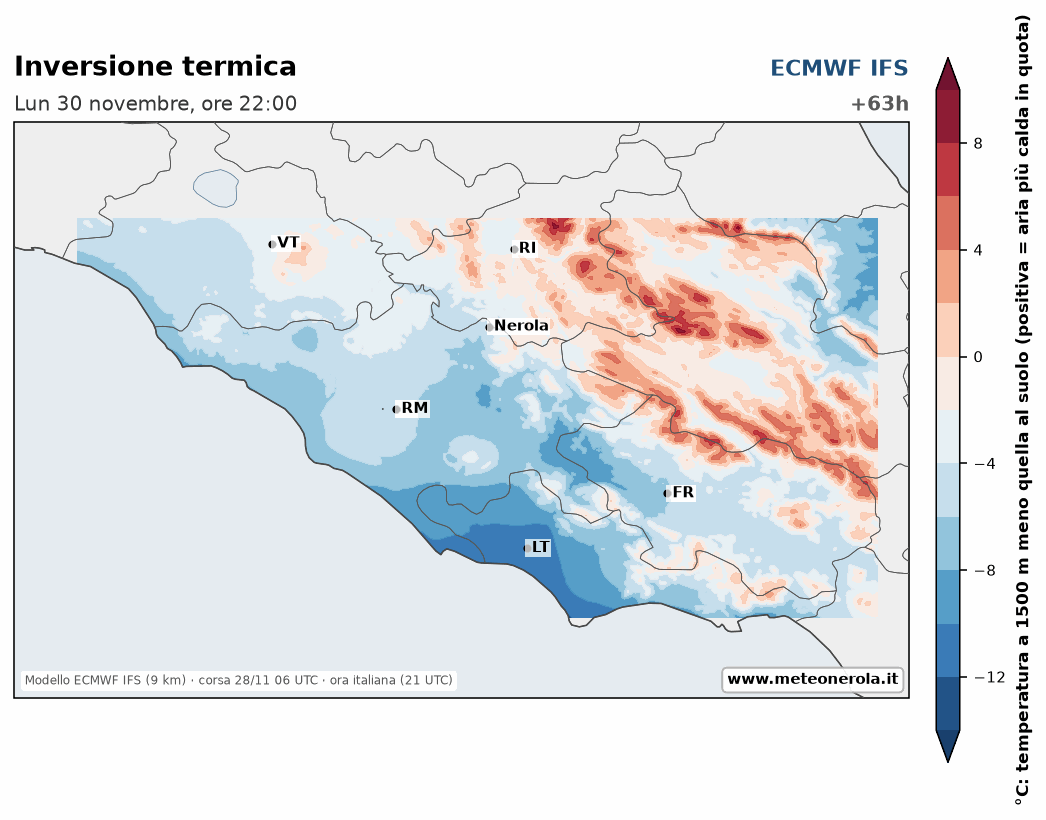 Inversione termica
ECMWF IFS
Lun 30 novembre, ore 22:00
+63h
VT
RI
Nerola
RM
FR
LT
Modello ECMWF IFS (9 km) · corsa 28/11 06 UTC · ora italiana (21 UTC)
www.meteonerola.it
8
4
0
−4
−8
−12
°C: temperatura a 1500 m meno quella al suolo (positiva = aria più calda in quota)